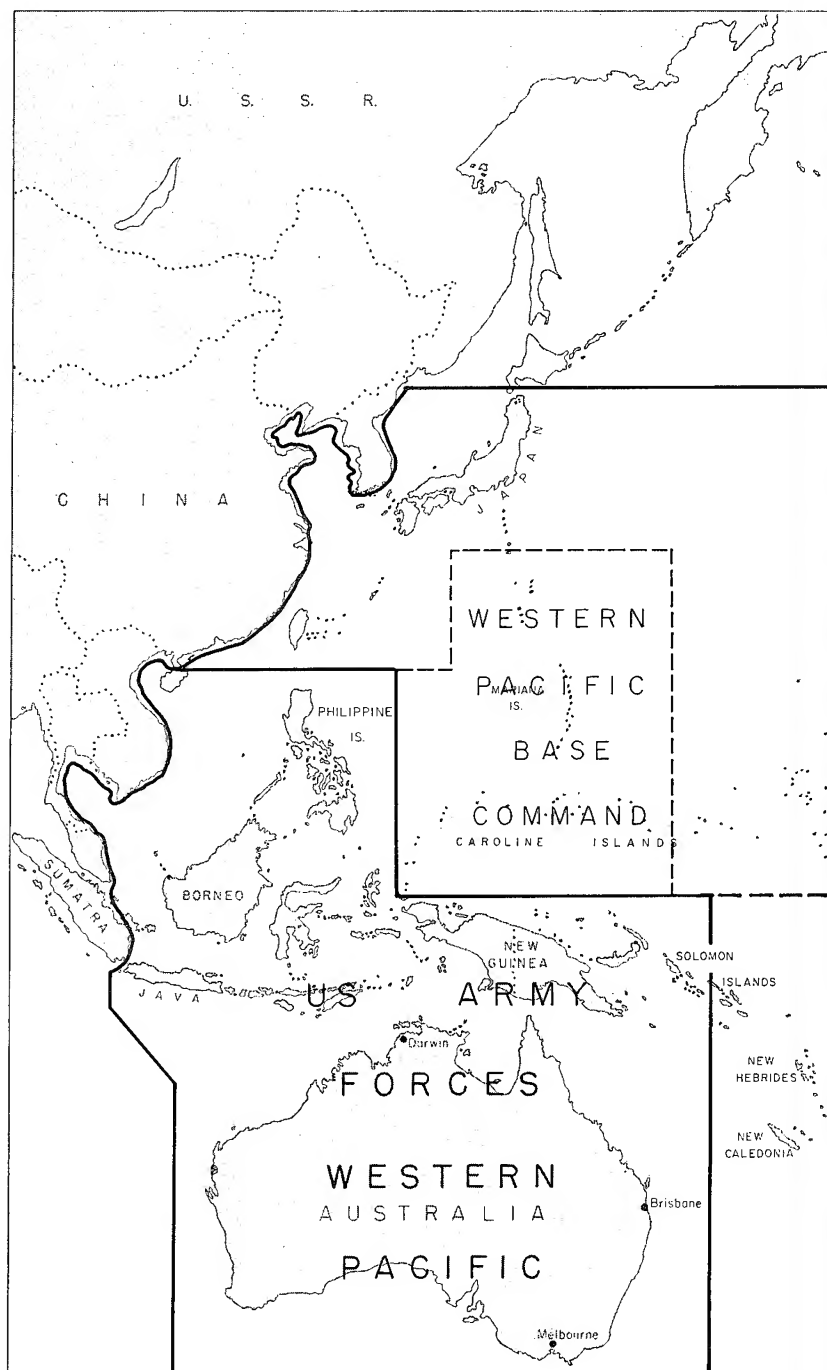 U. S. S. R.
CHINA
JAPAN
WESTERN
PACIFIC
MARIANA
IS.
BASE
COMMAND
CAROLINE ISLANDS
PHILIPPINE
IS.
SUMATRA
BORNEO
JAVA
NEW
GUINEA
SOLOMON
ISLANDS
US ARMY
Darwin
FORCES
NEW
HEBRIDES
NEW
CALEDONIA
WESTERN
Brisbane
AUSTRALIA
PACIFIC
Melbourne